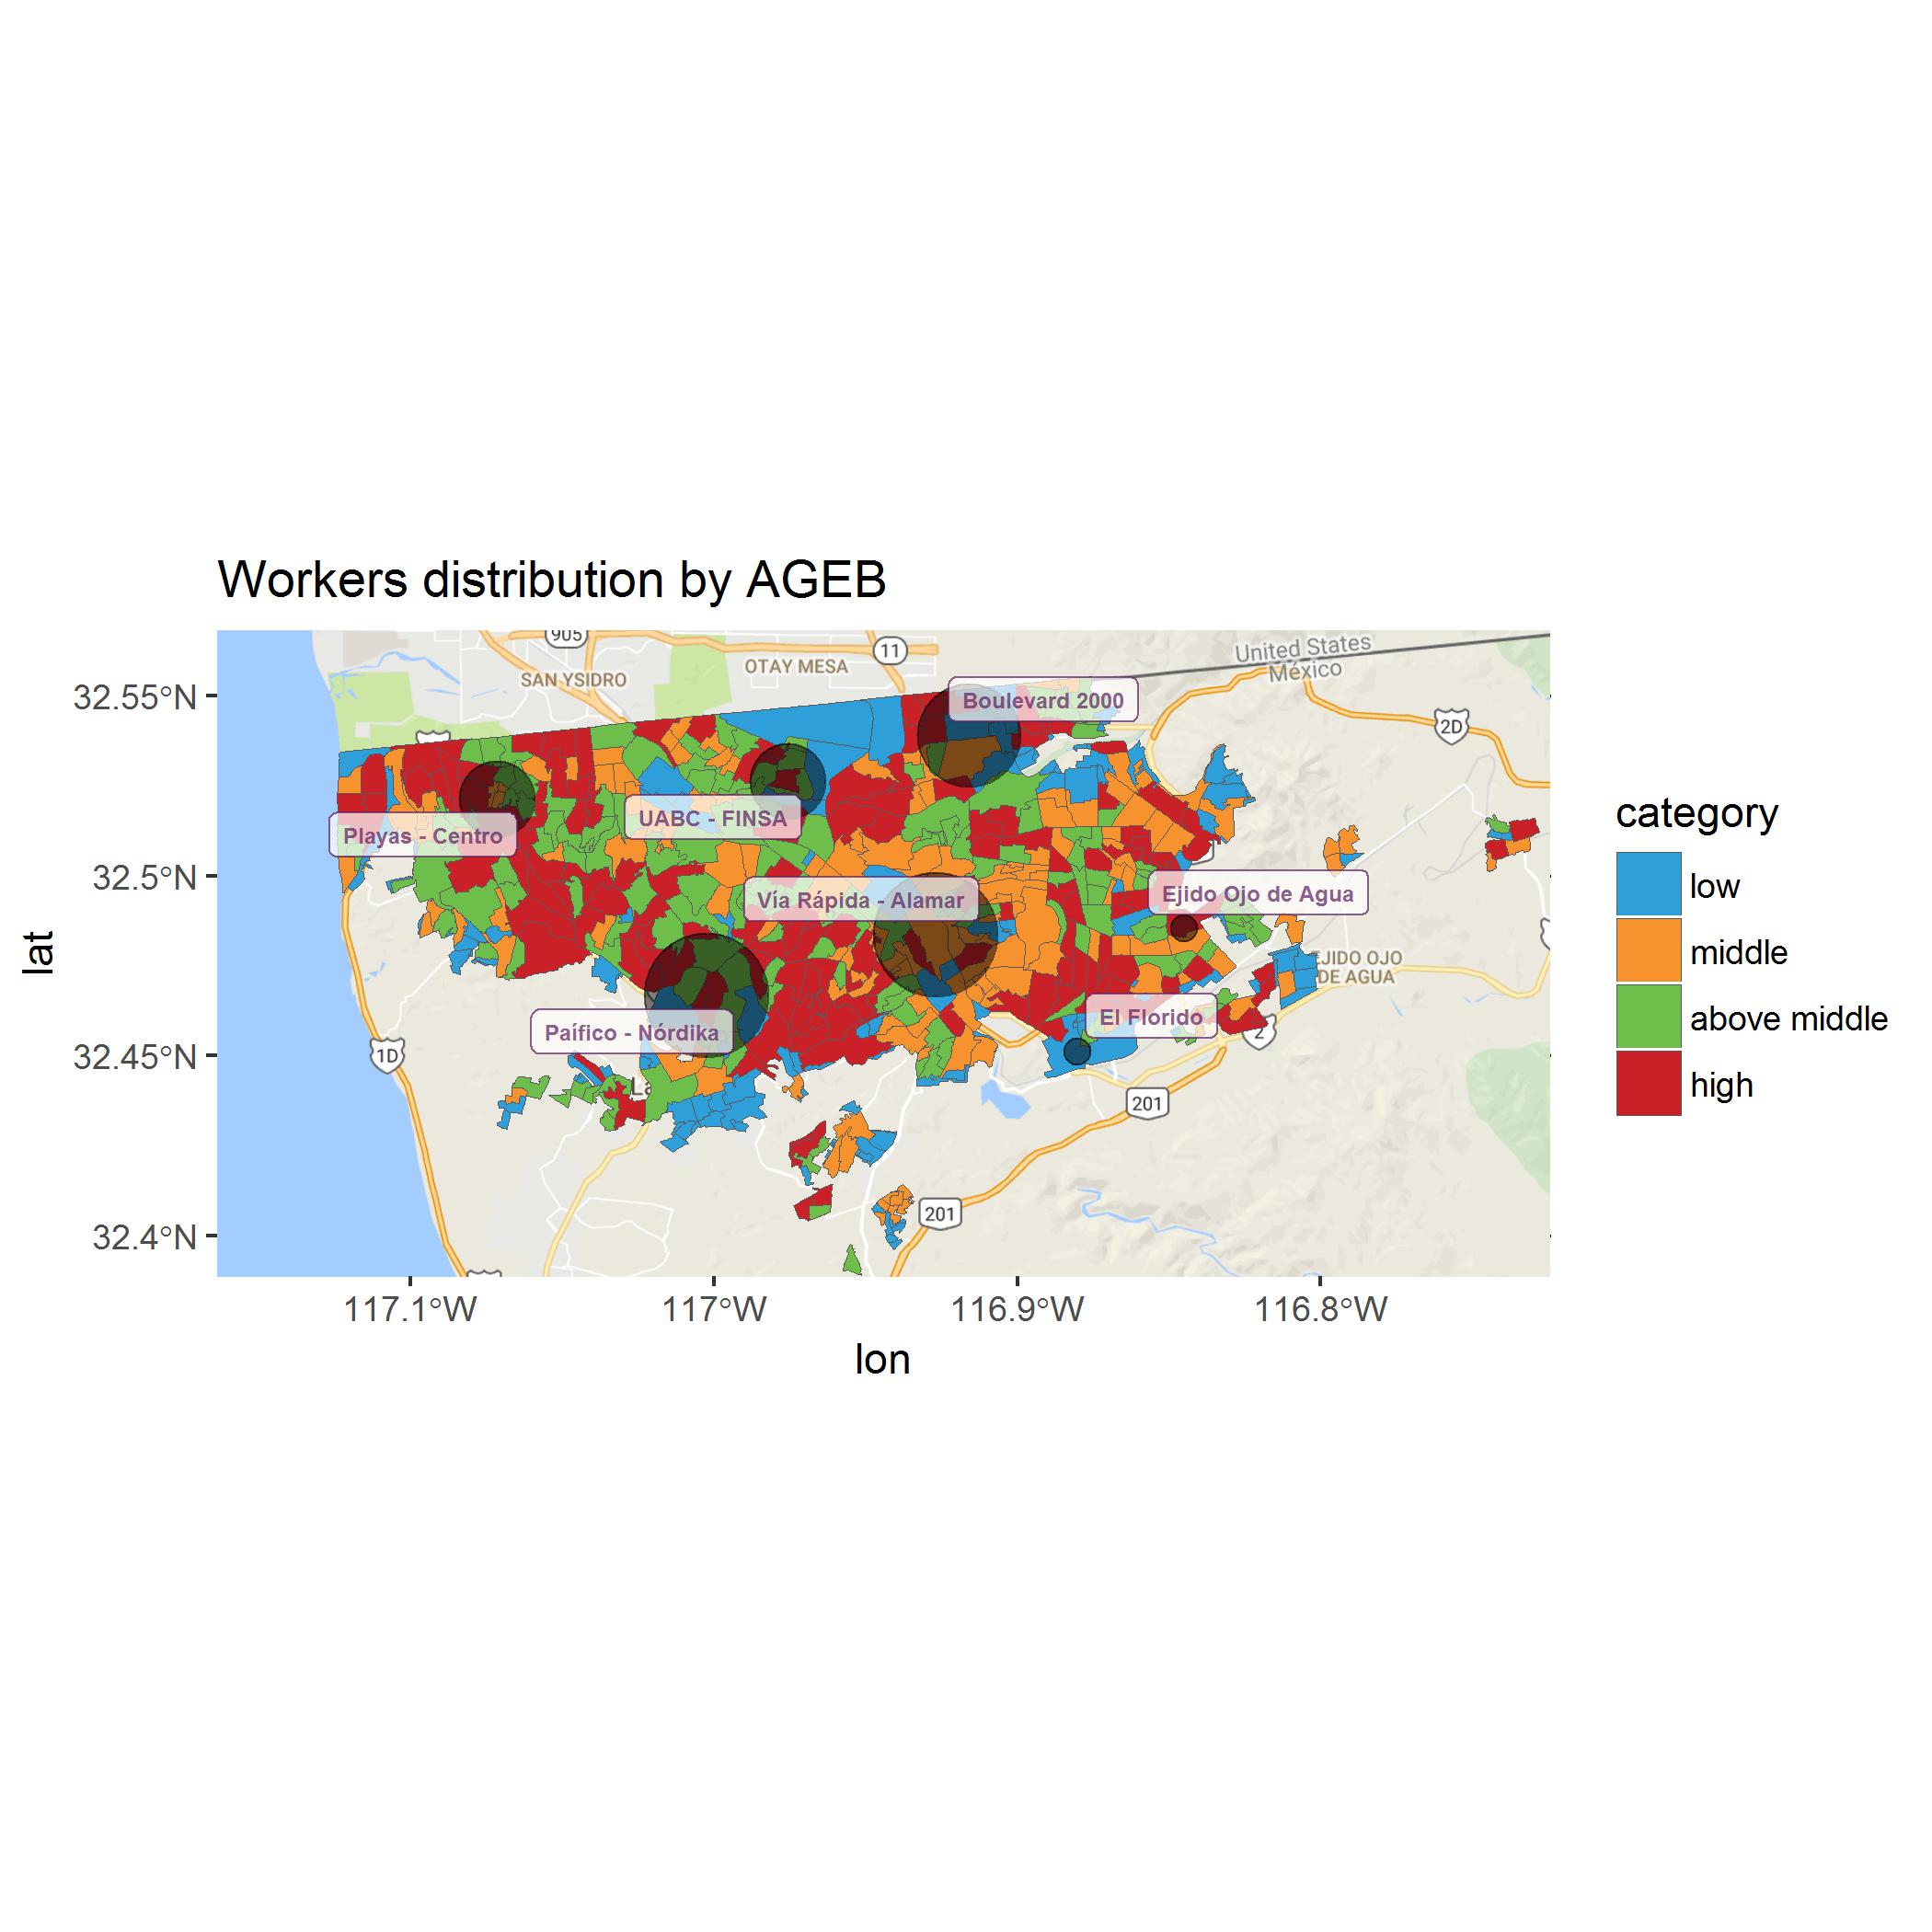 Workers distribution by AGEB
905
11
United States
México
SAN YSIDRO
OTAY MESA
32.55°N
Boulevard 2000
2D
category
UABC - FINSA
Playas - Centro
32.5°N
low
Vía Rápida - Alamar
Ejido Ojo de Agua
lat
middle
EJIDO OJO
DE AGUA
above middle
El Florido
Paífico - Nórdika
2
32.45°N
1D
La
high
201
201
32.4°N
117.1°W
117°W
116.9°W
116.8°W
lon